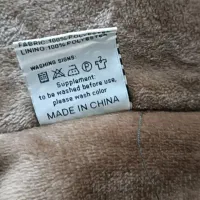 FABRIC: 100% POLYESTER
LINING: 100% POLYESTER
WASHING SIGNS:
Supplement:
to be washed before use,
please wash color
MADE IN CHINA